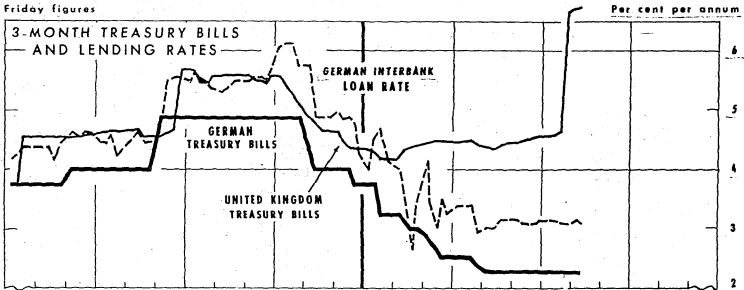 Friday figures
Per cent per annum
3-MONTH TREASURY BILLS
AND LENDING RATES
GERMAN INTERBANK
LOAN RATE
GERMAN
TREASURY BILLS
UNITED KINGDOM
TREASURY BILLS
6
5
4
3
2